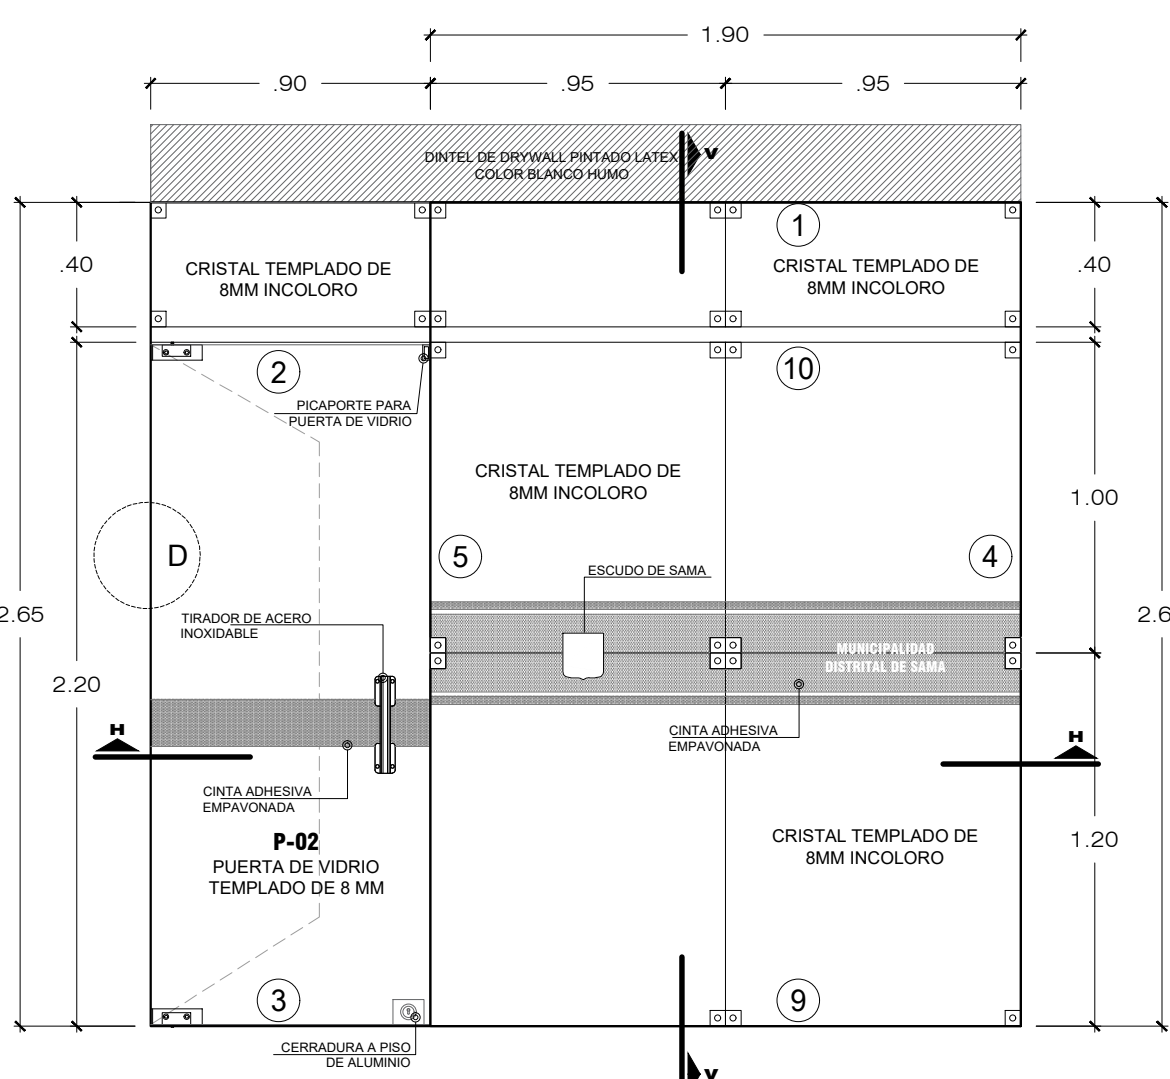 1.90
.90
.95
.95
DINTEL DE DRYWALL PINTADO LATEX
COLOR BLANCO HUMO
V
1
.40
.40
CRISTAL TEMPLADO DE
8MM INCOLORO
CRISTAL TEMPLADO DE
8MM INCOLORO
2
10
PICAPORTE PARA
PUERTA DE VIDRIO
CRISTAL TEMPLADO DE
8MM INCOLORO
1.00
D
5
4
ESCUDO DE SAMA
2.65
2.6
TIRADOR DE ACERO
INOXIDABLE
MUNICIPALIDAD
DISTRITAL DE SAMA
2.20
H
CINTA ADHESIVA
EMPAVONADA
H
CINTA ADHESIVA
EMPAVONADA
P-02
PUERTA DE VIDRIO
TEMPLADO DE 8 MM
CRISTAL TEMPLADO DE
8MM INCOLORO
1.20
3
9
CERRADURA A PISO
DE ALUMINIO
V